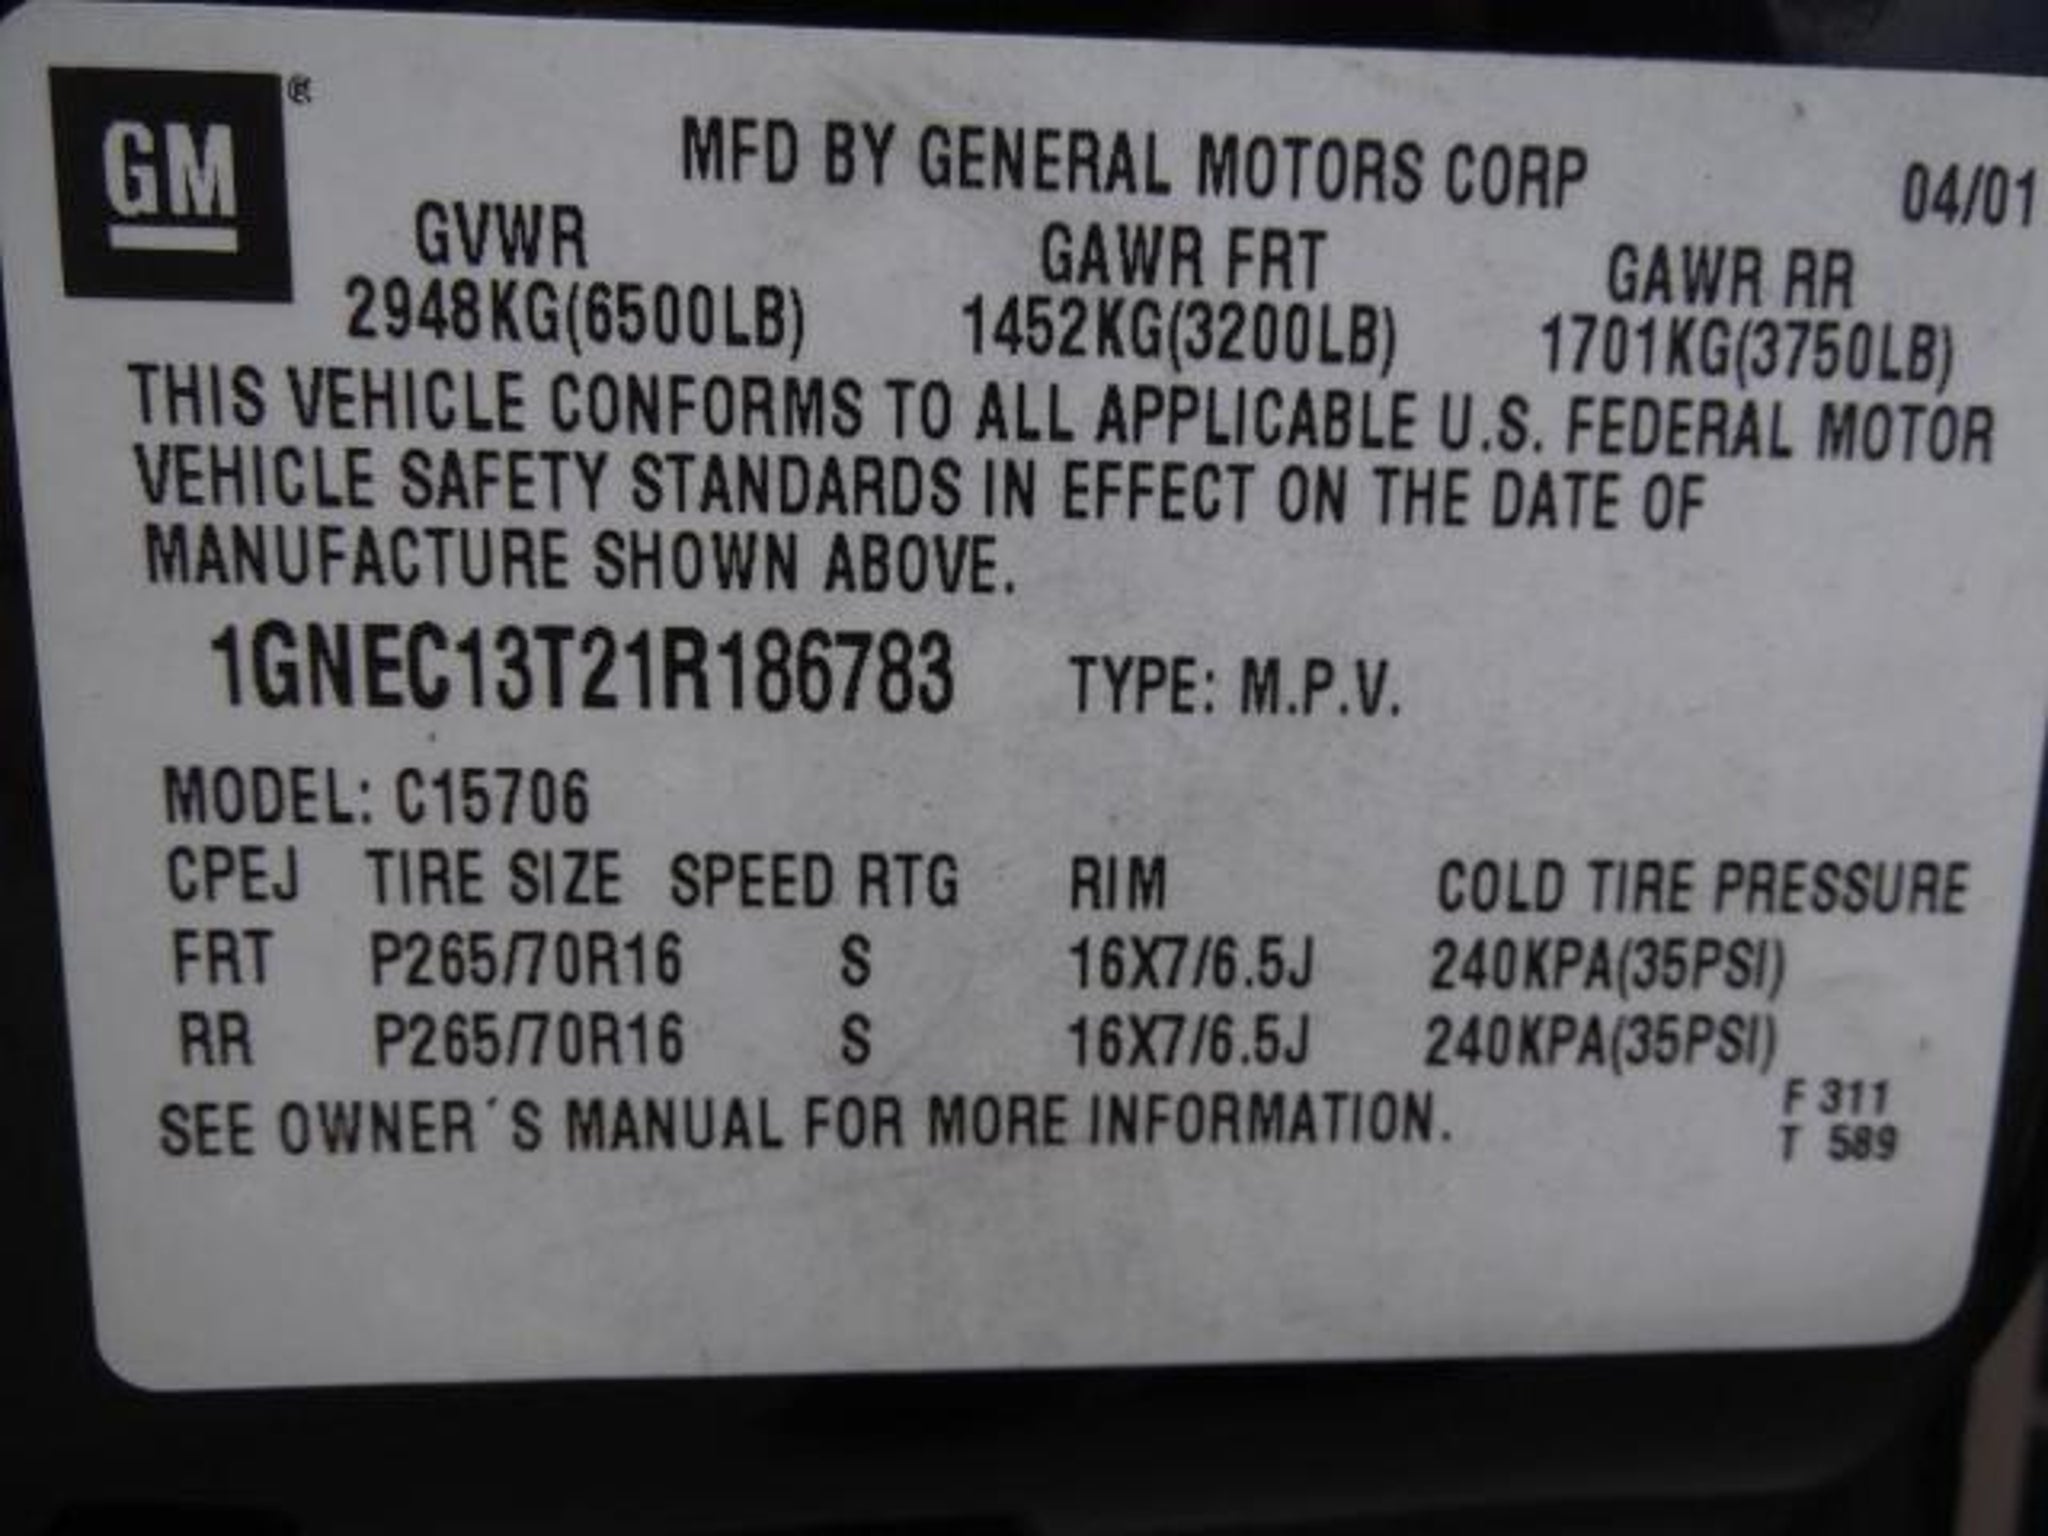 GM®
MFD BY GENERAL MOTORS CORP 04/01
GVWR GAWR FRT GAWR RR
2948KG(6500LB) 1452KG(3200LB) 1701KG(3750LB)
THIS VEHICLE CONFORMS TO ALL APPLICABLE U.S. FEDERAL MOTOR
VEHICLE SAFETY STANDARDS IN EFFECT ON THE DATE OF
MANUFACTURE SHOWN ABOVE.
1GNEC13T21R186783 TYPE: M.P.V.
MODEL: C15706
CPEJ TIRE SIZE SPEED RTG RIM COLD TIRE PRESSURE
FRT P265/70R16 S 16X7/6.5J 240KPA(35PSI)
RR P265/70R16 S 16X7/6.5J 240KPA(35PSI)
SEE OWNER´S MANUAL FOR MORE INFORMATION.
F 311
T 589